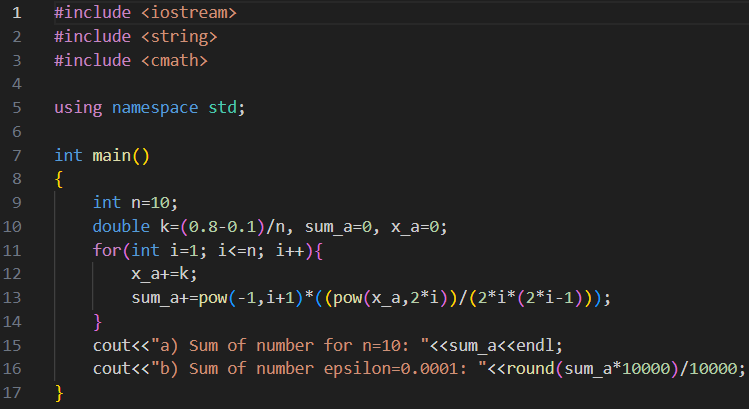 1 #include <iostream>
2 #include <string>
3 #include <cmath>
4
5 using namespace std;
6
7 int main()
8 {
9     int n=10;
10     double k=(0.8-0.1)/n, sum_a=0, x_a=0;
11     for(int i=1; i<=n; i++){
12         x_a+=k;
13         sum_a+=pow(-1,i+1)*((pow(x_a,2*i))/(2*i*(2*i-1)));
14     }
15     cout<<"a) Sum of number for n=10: "<<sum_a<<endl;
16     cout<<"b) Sum of number epsilon=0.0001: "<<round(sum_a*10000)/10000;
17 }